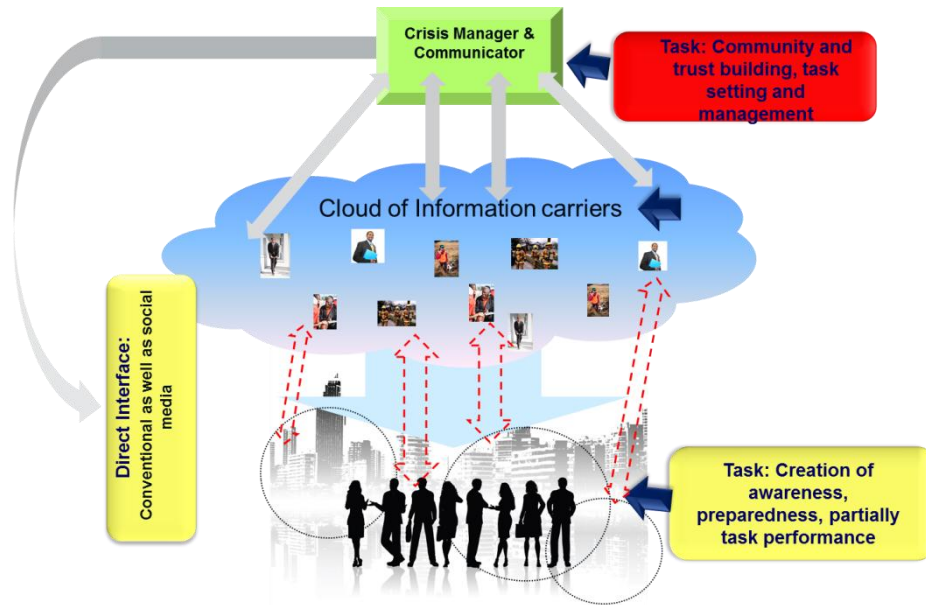 Crisis Manager &
Communicator
Task: Community and
trust building, task
setting and
management
Cloud of Information carriers
Direct Interface:
Conventional as well as social
media
Task: Creation of
awareness,
preparedness, partially
task performance